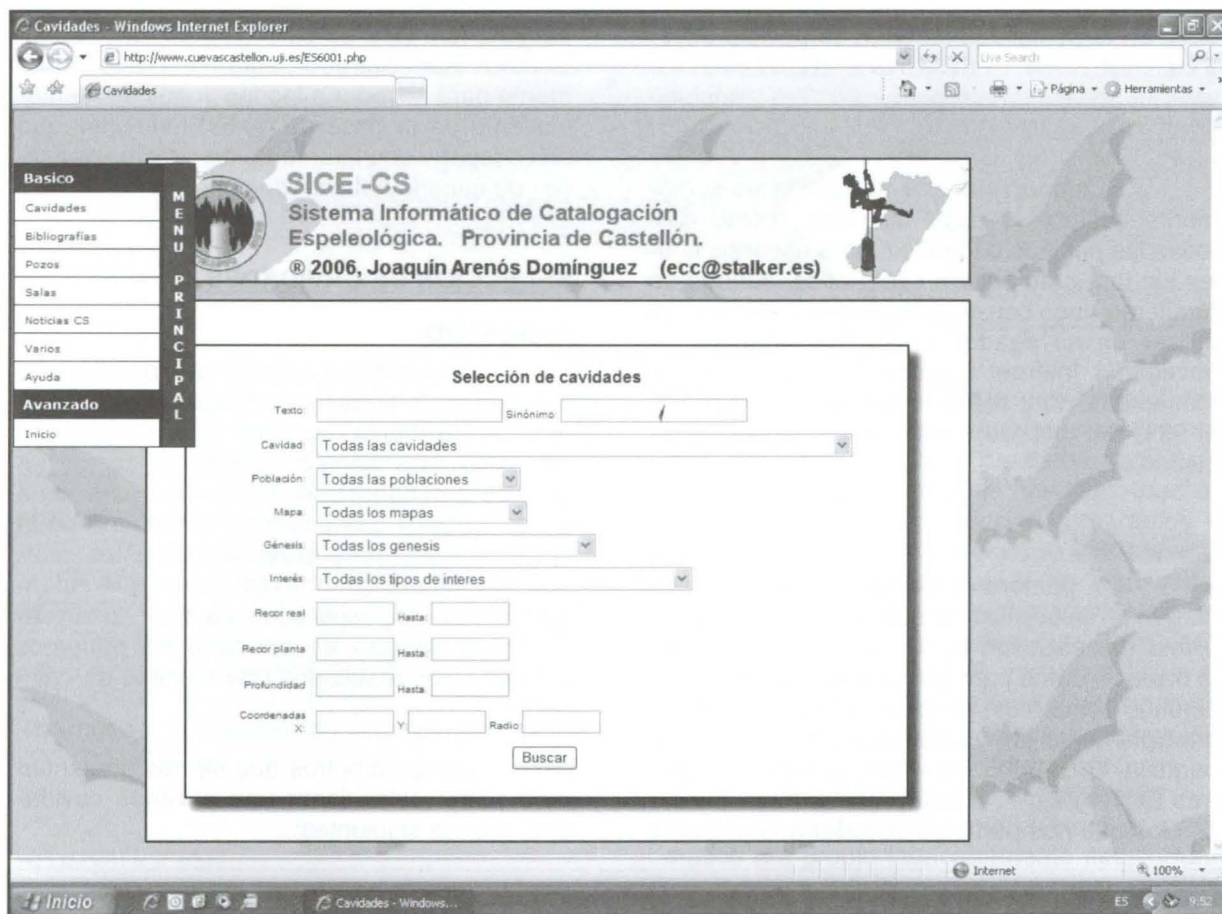 Cavidades - Windows Internet Explorer
http://www.cuevascastellon.uji.es/ES6001.php
Live Search
Cavidades
Página
Herramientas
Basico
Cavidades
Bibliografías
Pozos
Salas
Noticias CS
Varios
Ayuda
Avanzado
Inicio
MENU PRINCIPAL
SICE-CS
Sistema Informático de Catalogación
Espeleológica. Provincia de Castellón.
® 2006, Joaquín Arenós Domínguez (ecc@stalker.es)
Selección de cavidades
Texto: Sinónimo:
Cavidad: Todas las cavidades
Población: Todas las poblaciones
Mapa: Todas los mapas
Génesis: Todas los genesis
Interés: Todas los tipos de interes
Recor real Hasta:
Recor planta Hasta:
Profundidad Hasta:
Coordenadas
X: Y: Radio:
Buscar
Internet
100%
Inicio
Cavidades - Windows...
ES
9:52